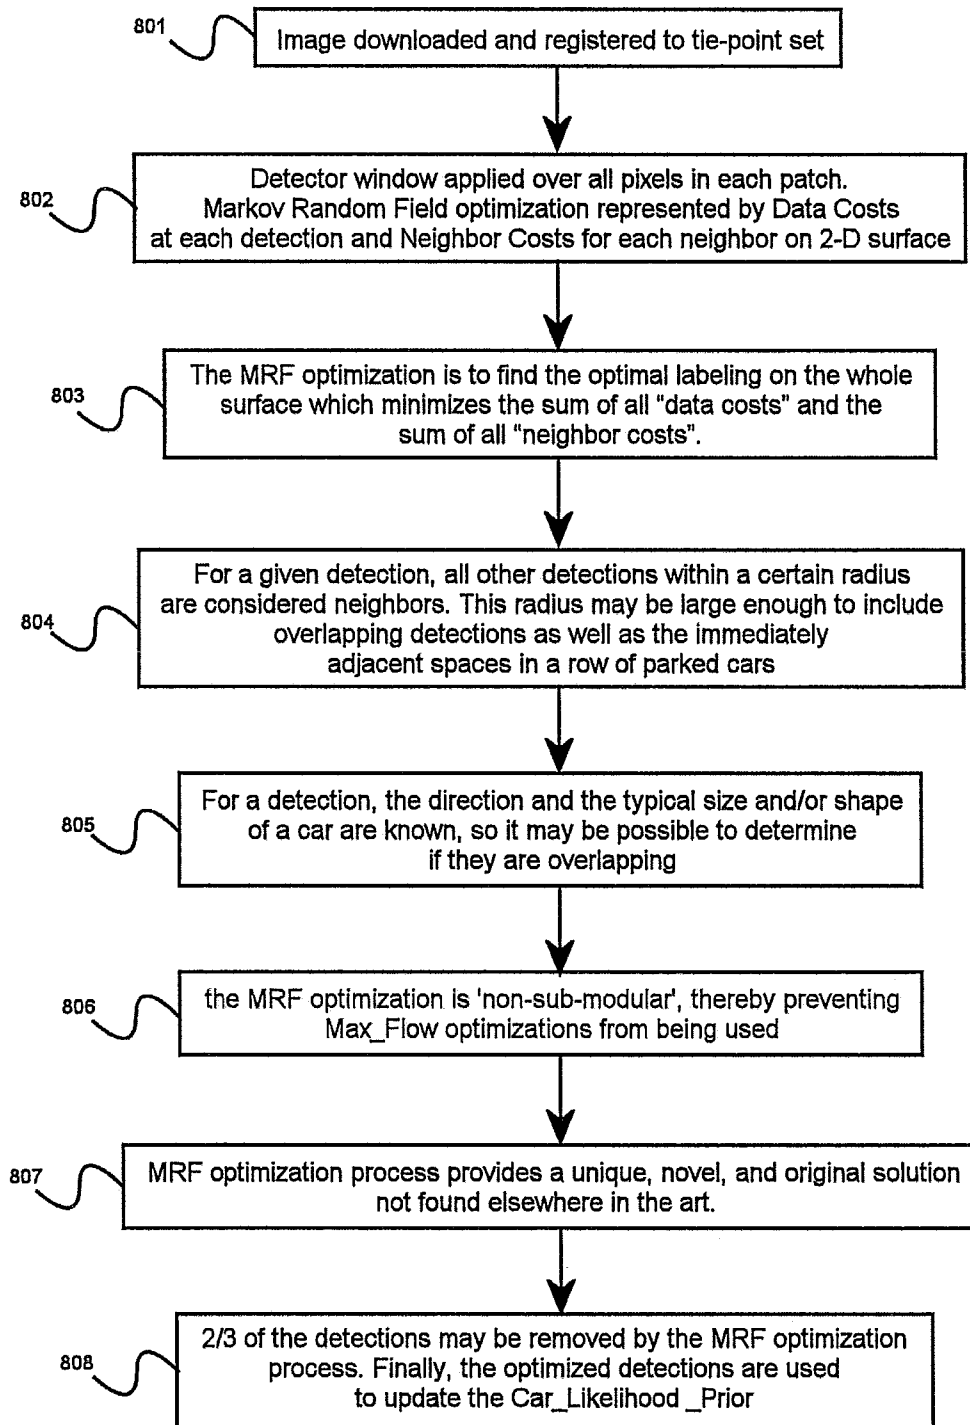 801
Image downloaded and registered to tie-point set
802
Detector window applied over all pixels in each patch.
Markov Random Field optimization represented by Data Costs
at each detection and Neighbor Costs for each neighbor on 2-D surface
803
The MRF optimization is to find the optimal labeling on the whole
surface which minimizes the sum of all "data costs" and the
sum of all "neighbor costs".
804
For a given detection, all other detections within a certain radius
are considered neighbors. This radius may be large enough to include
overlapping detections as well as the immediately
adjacent spaces in a row of parked cars
805
For a detection, the direction and the typical size and/or shape
of a car are known, so it may be possible to determine
if they are overlapping
806
the MRF optimization is 'non-sub-modular', thereby preventing
Max_Flow optimizations from being used
807
MRF optimization process provides a unique, novel, and original solution
not found elsewhere in the art.
808
2/3 of the detections may be removed by the MRF optimization
process. Finally, the optimized detections are used
to update the Car_Likelihood _Prior